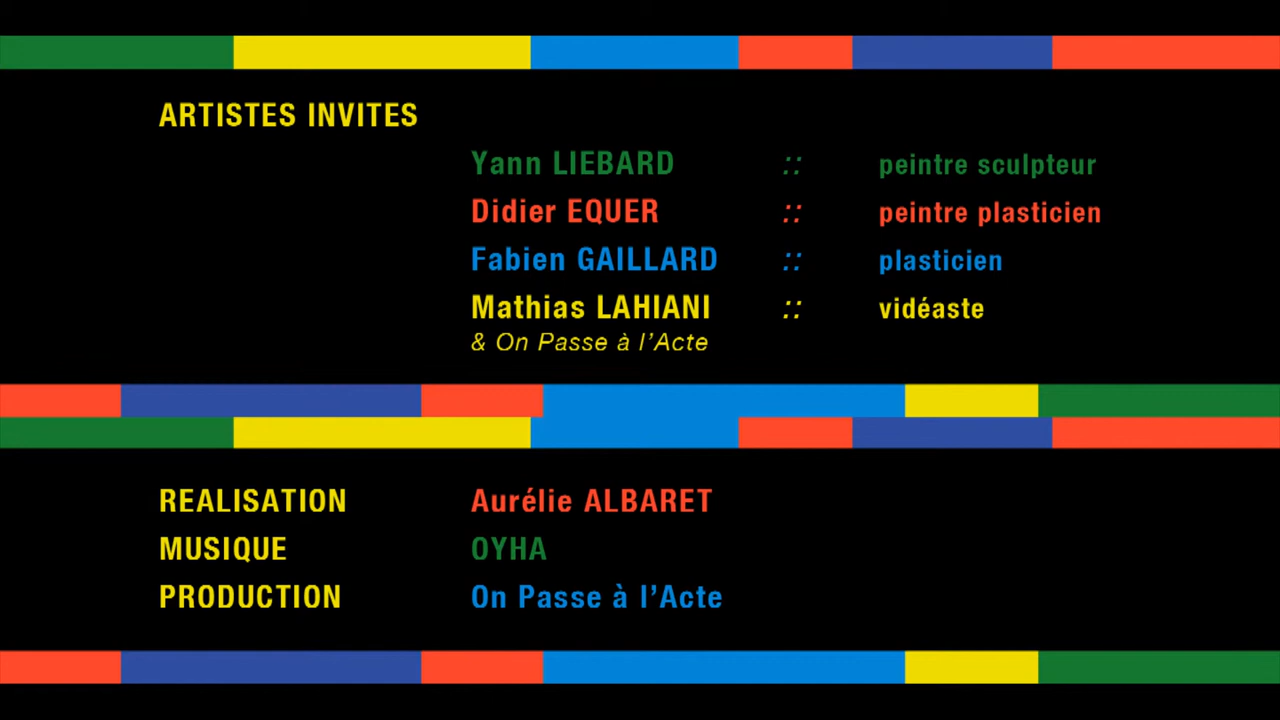 ARTISTES INVITES
Yann LIEBARD :: peintre sculpteur
Didier EQUER :: peintre plasticien
Fabien GAILLARD :: plasticien
Mathias LAHIANI :: vidéaste
& On Passe à l’Acte
REALISATION Aurélie ALBARET
MUSIQUE OYHA
PRODUCTION On Passe à l’Acte